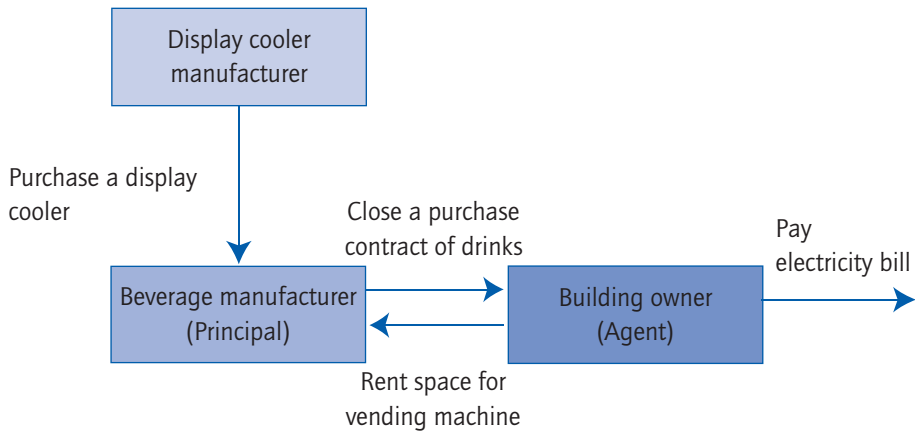 Display cooler
manufacturer
Purchase a display
cooler
Close a purchase
contract of drinks
Pay
electricity bill
Beverage manufacturer
(Principal)
Building owner
(Agent)
Rent space for
vending machine